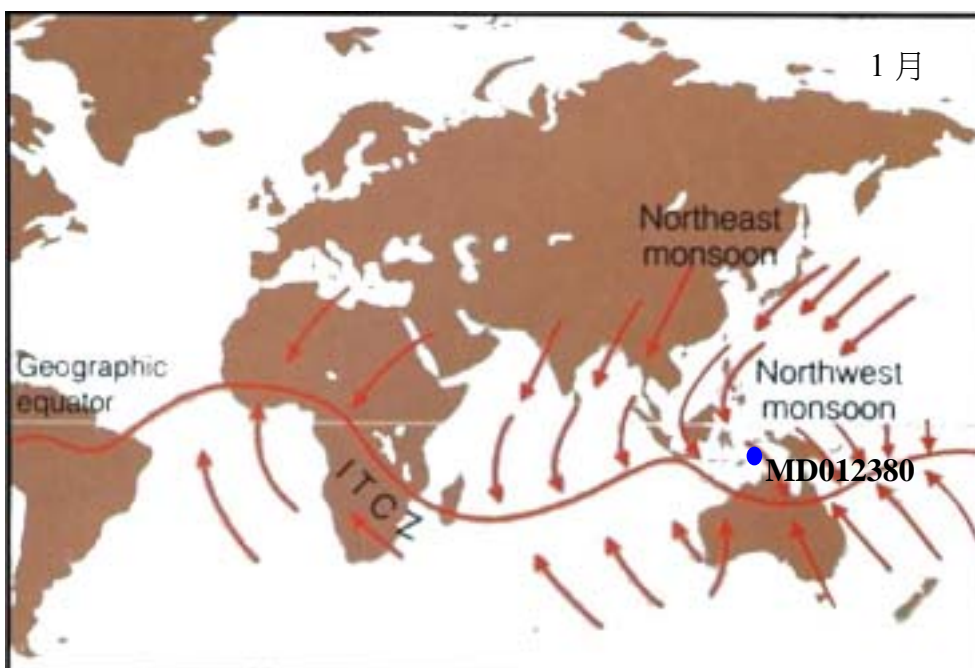 1 月
Northeast
monsoon
Geographic
equator
Northwest
monsoon
MD012380
ITCZ